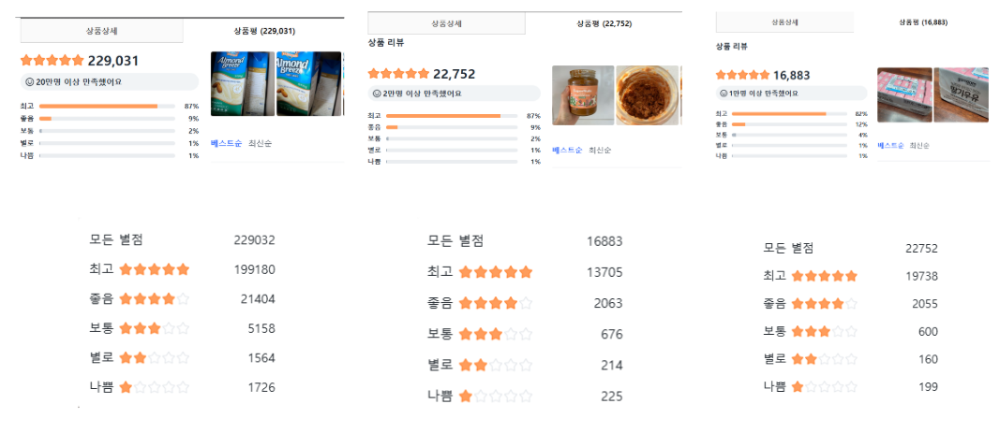 상품상세 상품평 (229,031)
229,031
20만명 이상 만족했어요
최고 87%
좋음 9%
보통 2%
별로 1%
나쁨 1%
Almond Breeze
Almond Breeze
베스트순 최신순
상품상세 상품평 (22,752)
상품 리뷰
22,752
2만명 이상 만족했어요
최고 87%
좋음 9%
보통 2%
별로 1%
나쁨 1%
베스트순 최신순
상품상세 상품평 (16,883)
상품 리뷰
16,883
1만명 이상 만족했어요
최고 82%
좋음 12%
보통 4%
별로 1%
나쁨 1%
딸기우유
베스트순 최신순
모든 별점 229032
최고 199180
좋음 21404
보통 5158
별로 1564
나쁨 1726
모든 별점 16883
최고 13705
좋음 2063
보통 676
별로 214
나쁨 225
모든 별점 22752
최고 19738
좋음 2055
보통 600
별로 160
나쁨 199